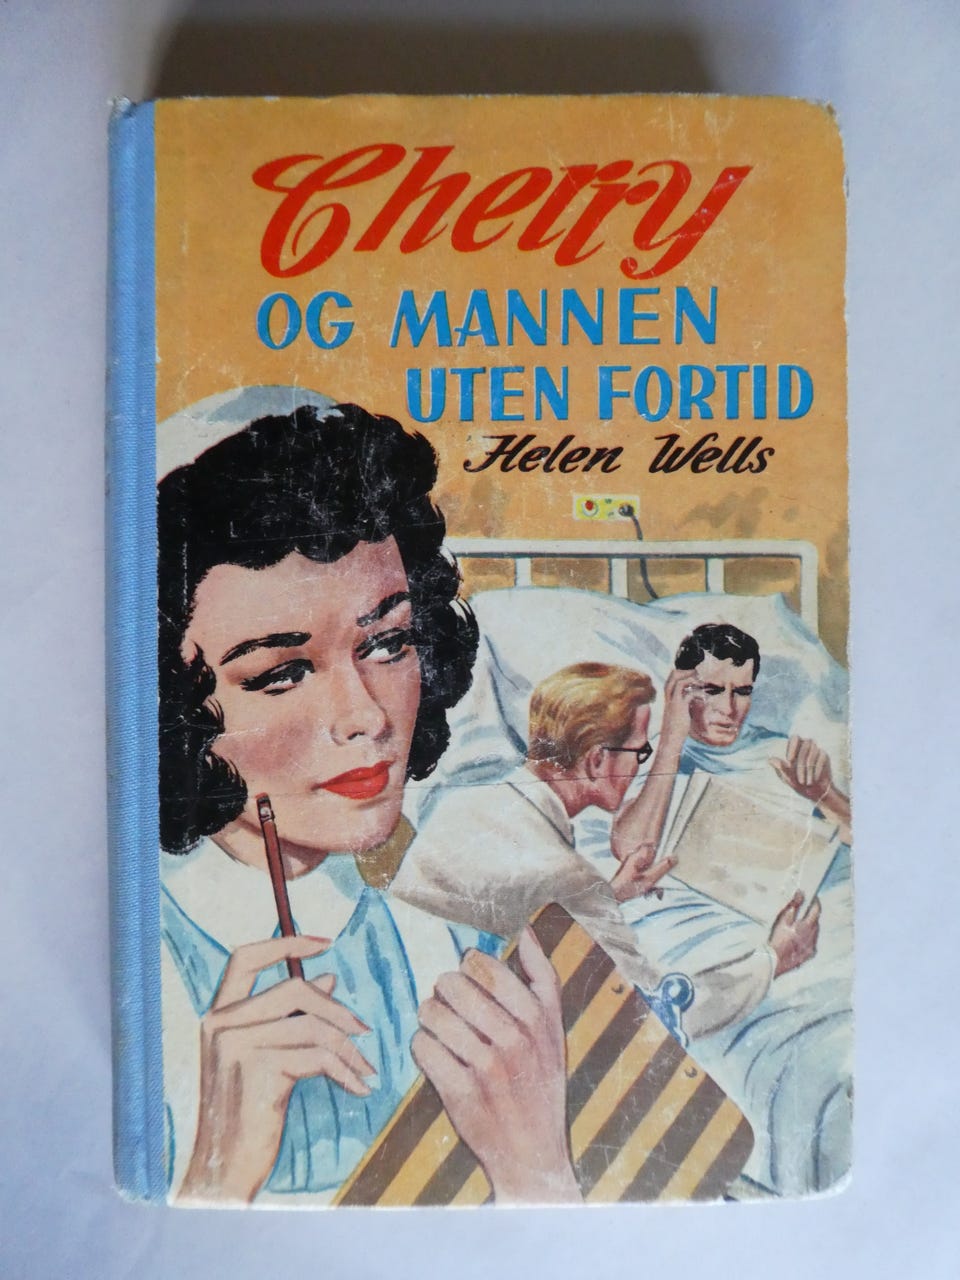 Cherry
OG MANNEN
UTEN FORTID
Helen Wells